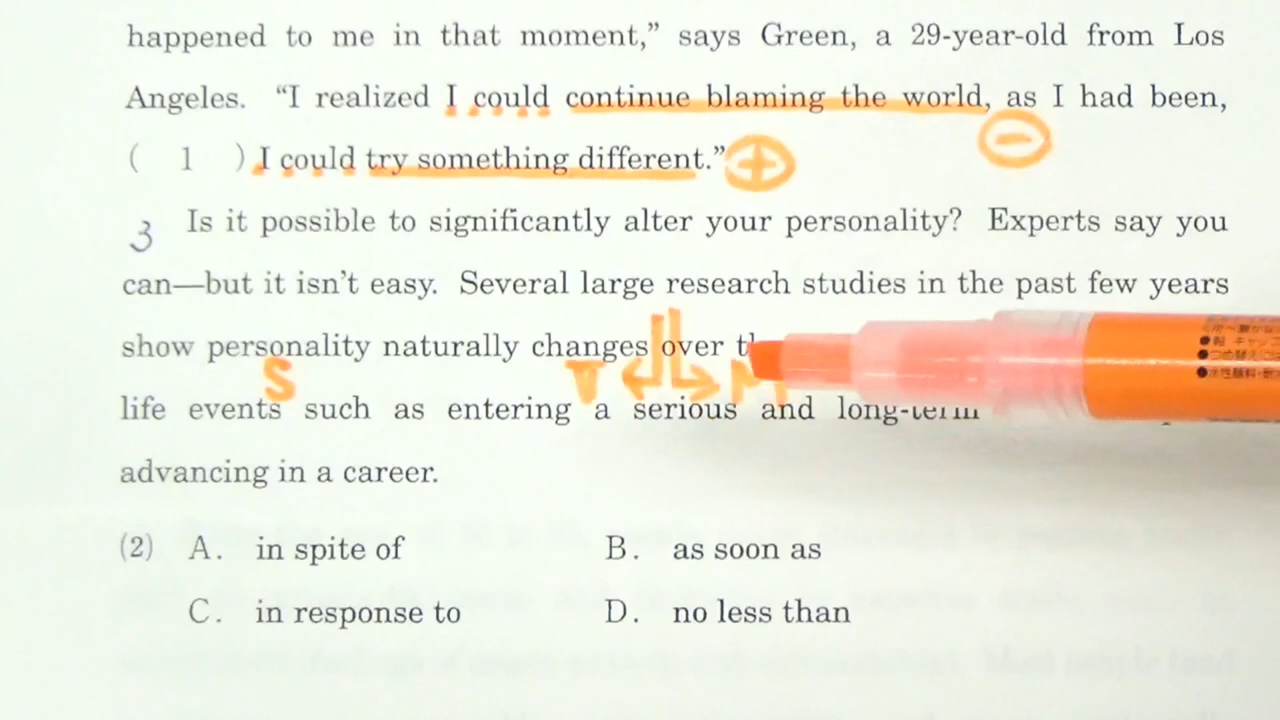 happened to me in that moment,” says Green, a 29-year-old from Los
Angeles. “I realized I could continue blaming the world, as I had been,
( 1 ) I could try something different.”
3 Is it possible to significantly alter your personality? Experts say you
can—but it isn’t easy. Several large research studies in the past few years
show personality naturally changes over
S V
life events such as entering a serious and long-term
advancing in a career.
(2) A. in spite of B. as soon as
C. in response to D. no less than